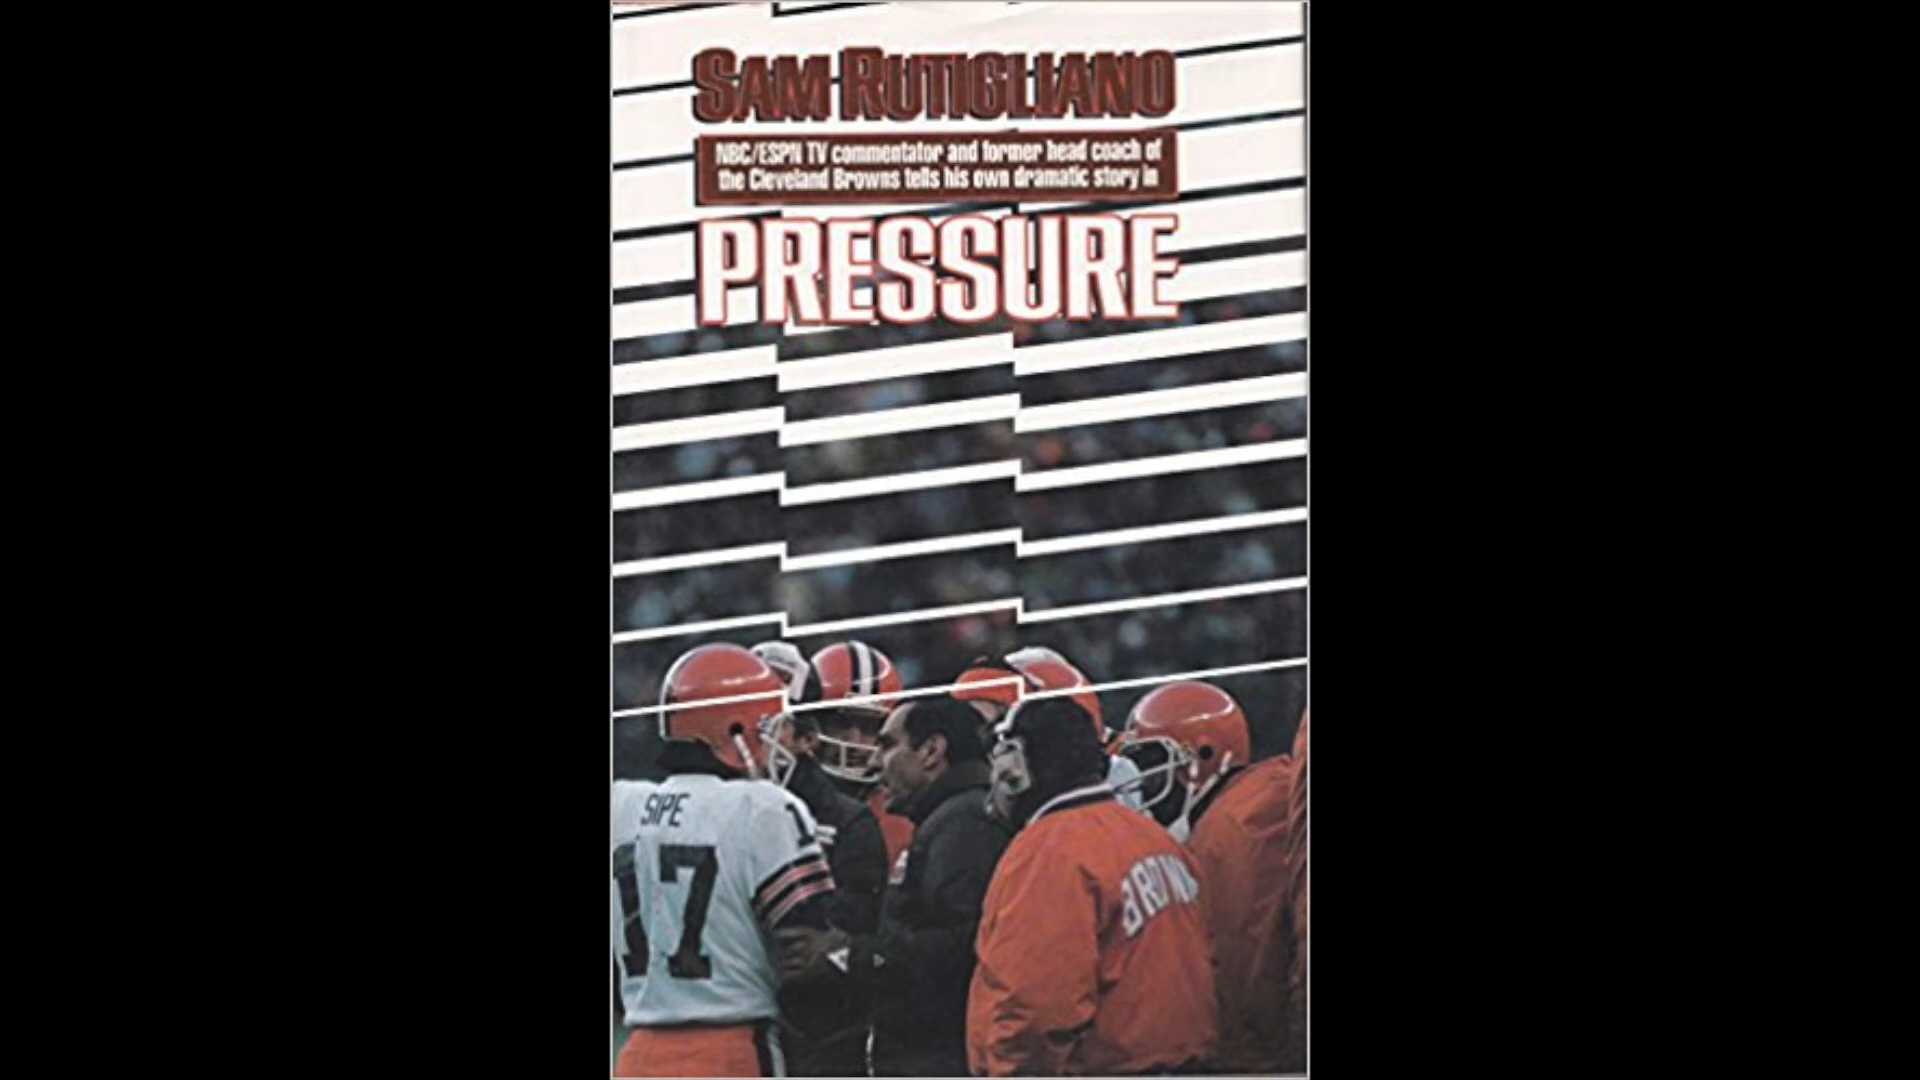 SAM RUTIGLIANO
NBC/ESPN TV commentator and former head coach of
the Cleveland Browns tells his own dramatic story in
PRESSURE
SIPE
17
BROWN